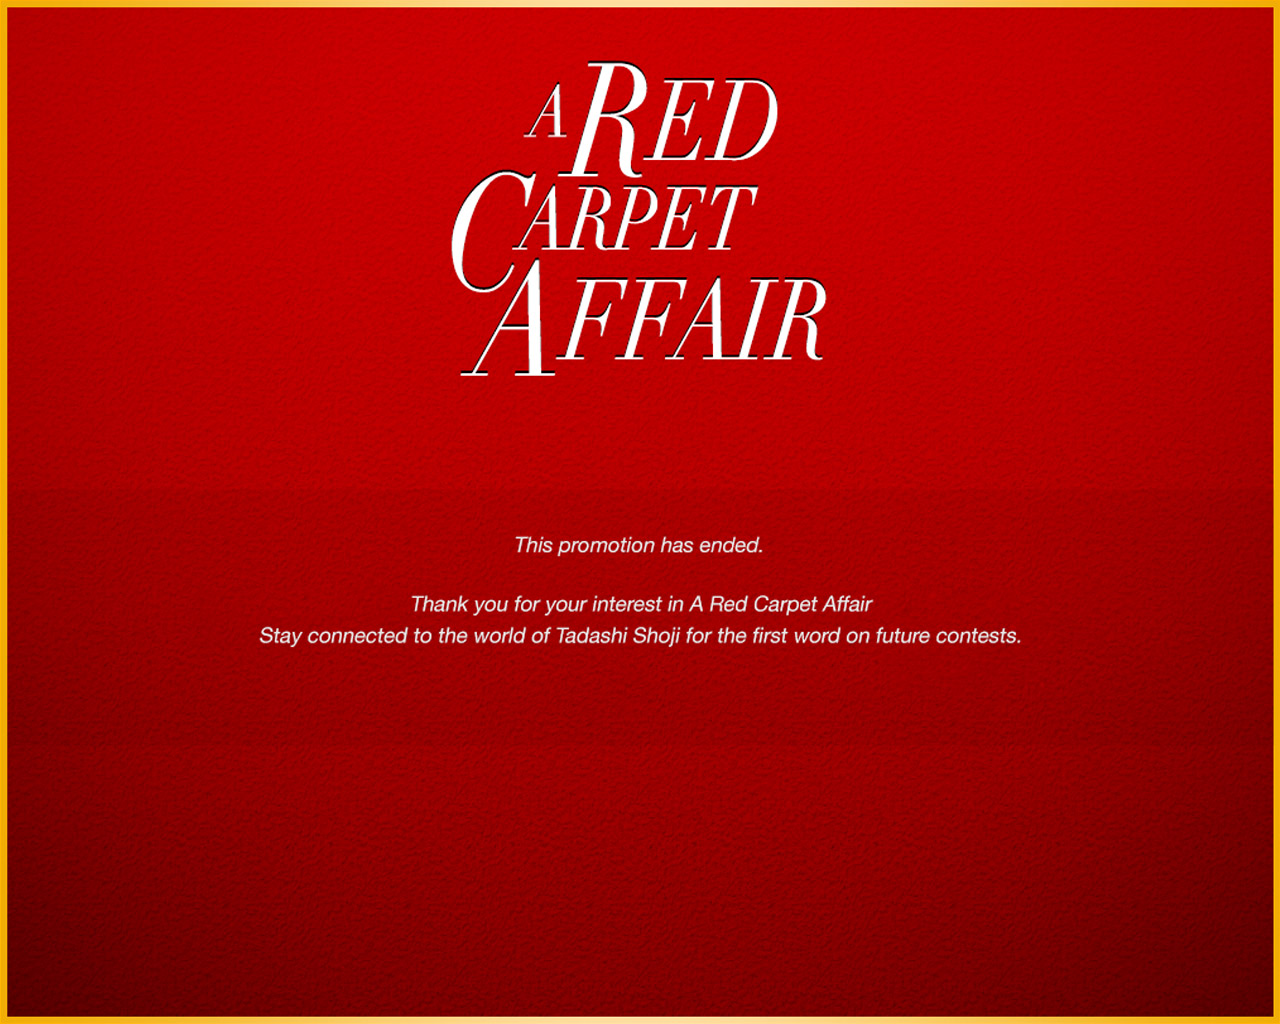 A RED
CARPET
AFFAIR
This promotion has ended.
Thank you for your interest in A Red Carpet Affair
Stay connected to the world of Tadashi Shoji for the first word on future contests.